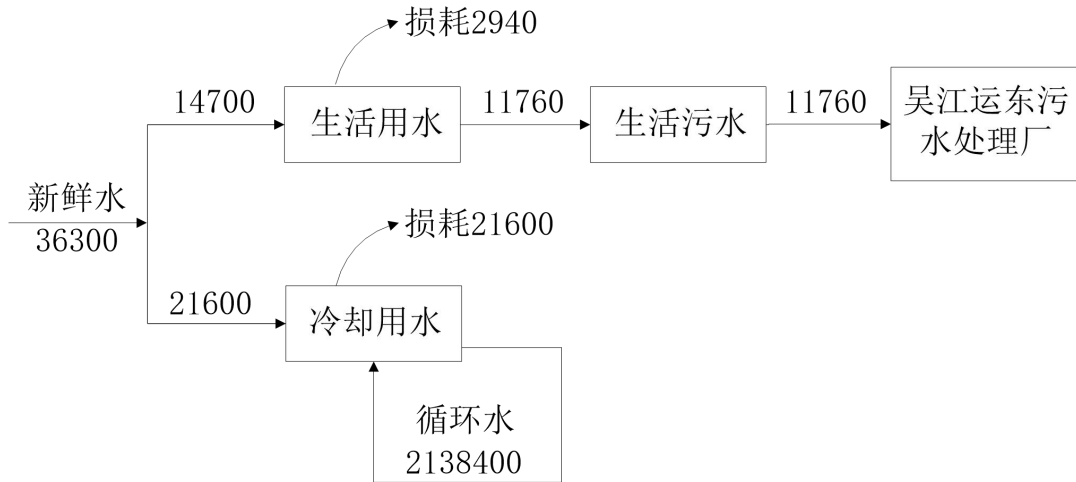 损耗2940
14700
生活用水
11760
生活污水
11760
吴江运东污
水处理厂
新鲜水
36300
损耗21600
21600
冷却用水
循环水
2138400